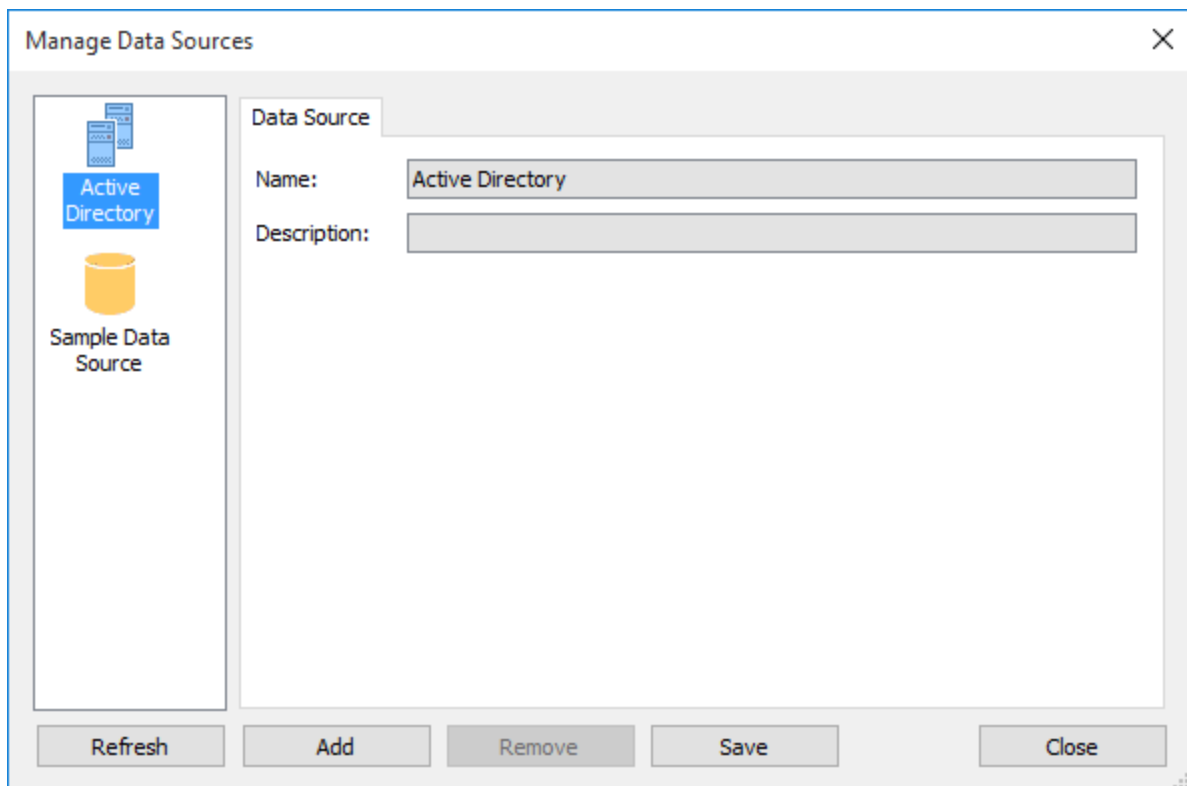 Manage Data Sources
Active
Directory
Sample Data
Source
Data Source
Name:
Active Directory
Description:
Refresh
Add
Remove
Save
Close